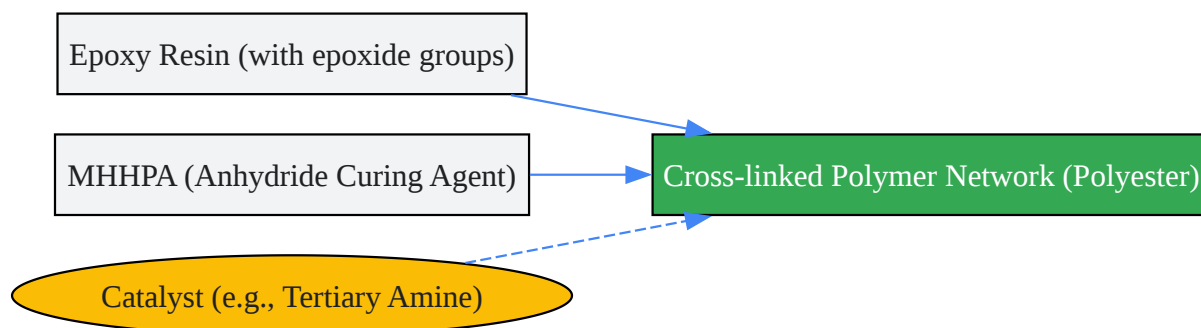 Epoxy Resin (with epoxide groups)
MHHPA (Anhydride Curing Agent)
Cross-linked Polymer Network (Polyester)
Catalyst (e.g., Tertiary Amine)